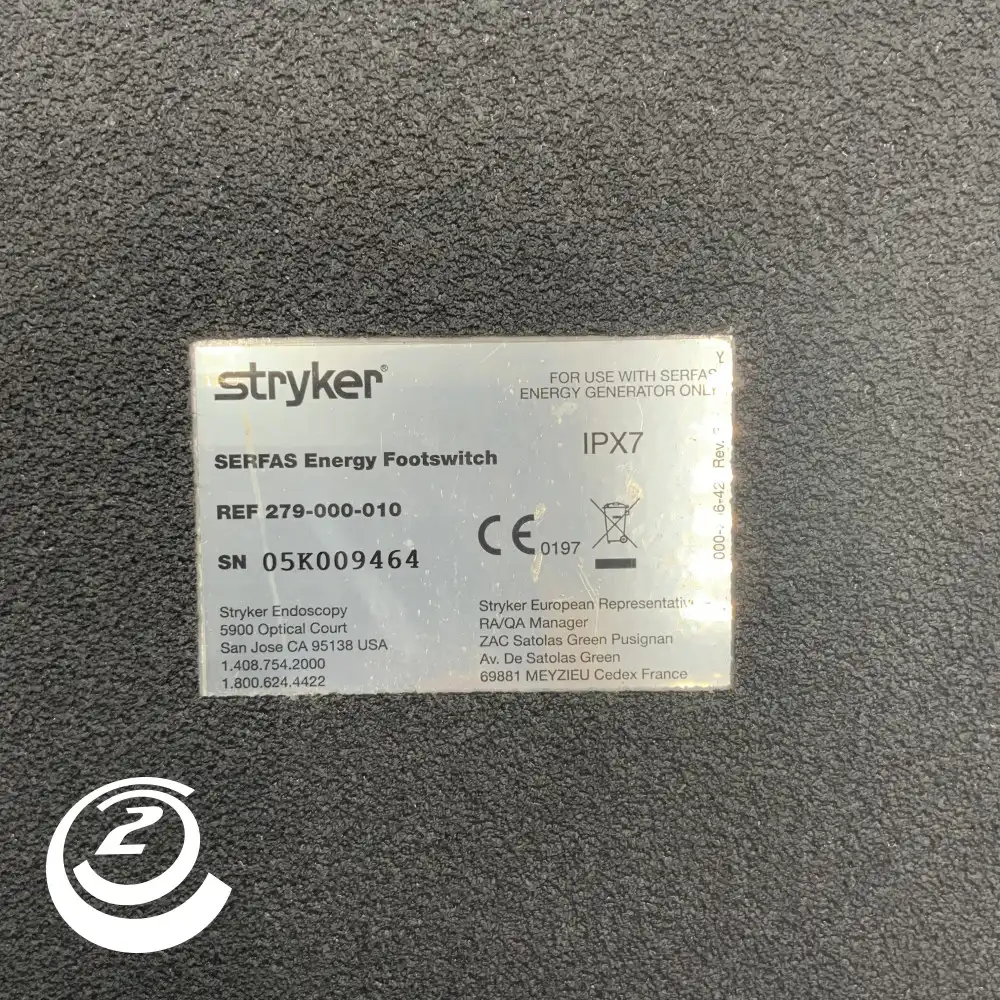 stryker®
FOR USE WITH SERFAS
ENERGY GENERATOR ONLY
IPX7
SERFAS Energy Footswitch
REF 279-000-010
SN 05K009464
CE 0197
Stryker Endoscopy
5900 Optical Court
San Jose CA 95138 USA
1.408.754.2000
1.800.624.4422
Stryker European Representative
RA/QA Manager
ZAC Satolas Green Pusignan
Av. De Satolas Green
69881 MEYZIEU Cedex France
Rev.
2